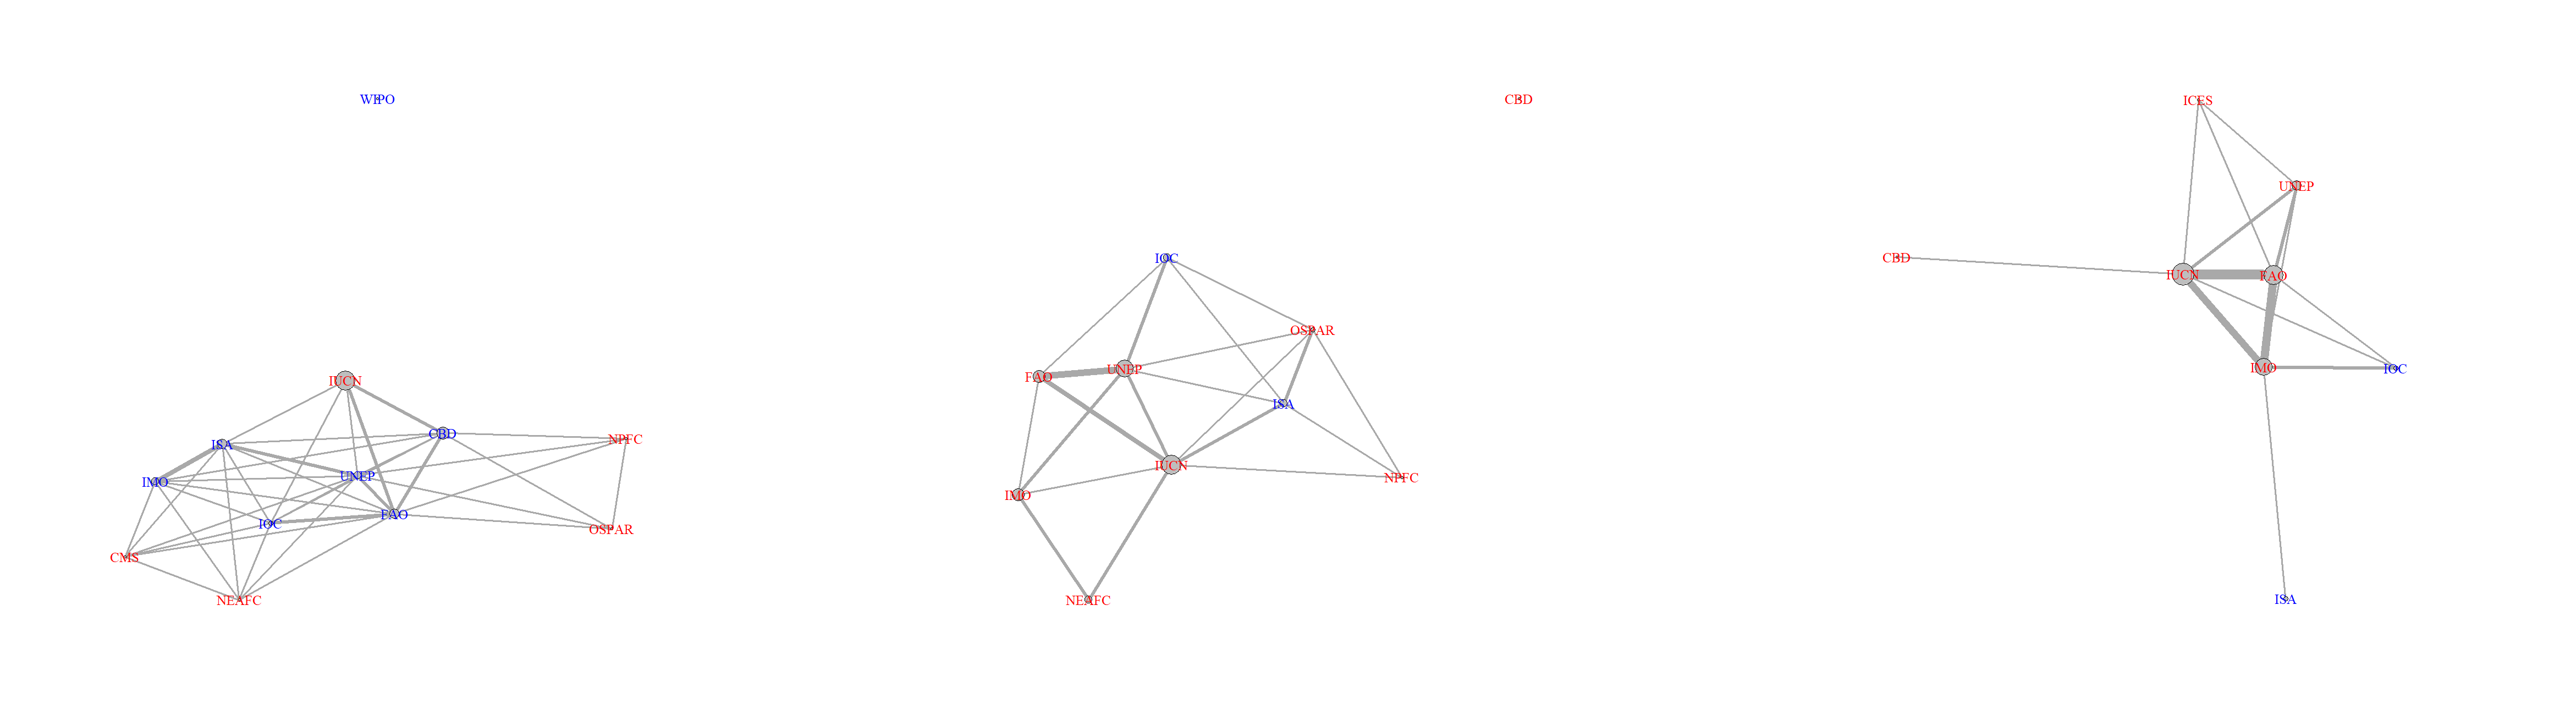 WIPO
IUCN
CBD
ISA
NPFC
UNEP
IMO
FAO
IOC
OSPAR
CMS
NEAFC
CBD
IOC
OSPAR
UNEP
FAO
ISA
IUCN
NPFC
IMO
NEAFC
ICES
UNEP
CBD
IUCN
FAO
IMO
IOC
ISA